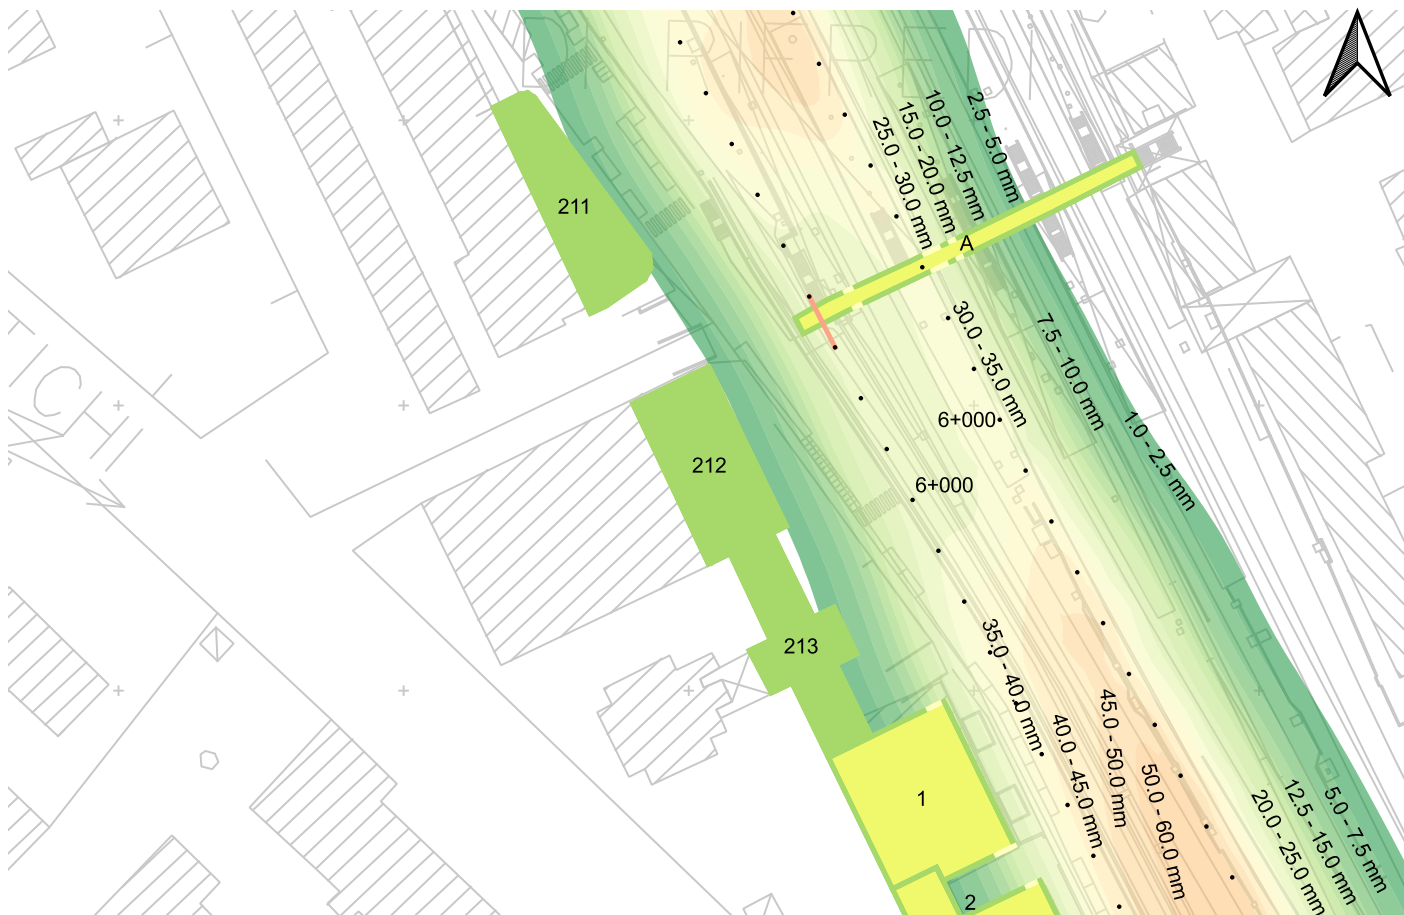 DI PIEPEDI
2.5 - 5.0 mm
10.0 - 12.5 mm
15.0 - 20.0 mm
25.0 - 30.0 mm
211
A
30.0 - 35.0 mm
7.5 - 10.0 mm
6+000
1.0 - 2.5 mm
212
6+000
213
35.0 - 40.0 mm
45.0 - 50.0 mm
40.0 - 45.0 mm
50.0 - 60.0 mm
1
5.0 - 7.5 mm
12.5 - 15.0 mm
20.0 - 25.0 mm
2